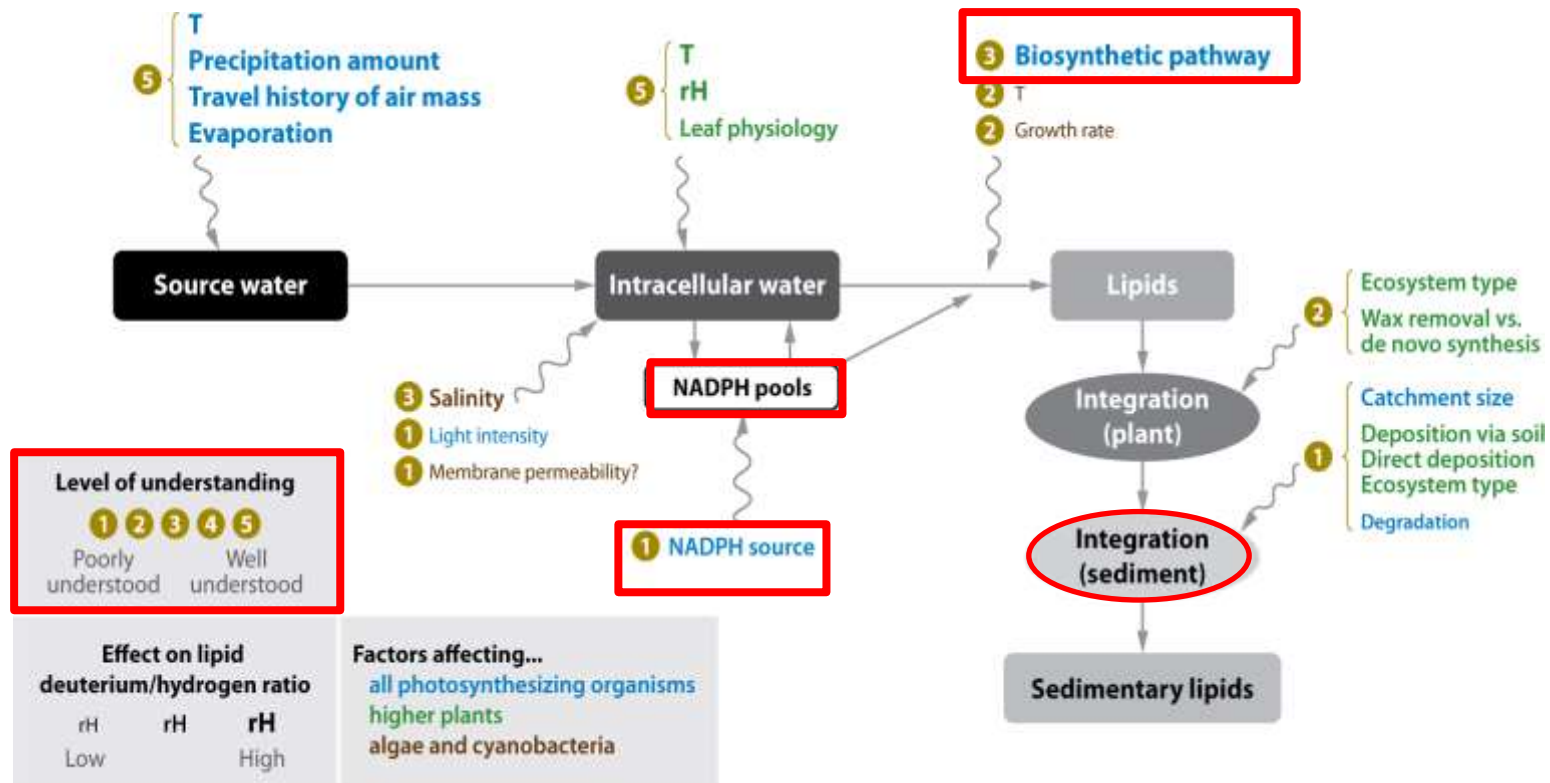 5
T
Precipitation amount
Travel history of air mass
Evaporation
5
T
rH
Leaf physiology
3 Biosynthetic pathway
2 T
2 Growth rate
Source water
Intracellular water
Lipids
NADPH pools
3 Salinity
1 Light intensity
1 Membrane permeability?
1 NADPH source
2
Ecosystem type
Wax removal vs.
de novo synthesis
Integration
(plant)
1
Catchment size
Deposition via soil
Direct deposition
Ecosystem type
Degradation
Integration
(sediment)
Sedimentary lipids
Level of understanding
1 2 3 4 5
Poorly
understood
Well
understood
Effect on lipid
deuterium/hydrogen ratio
rH rH rH
Low High
Factors affecting...
all photosynthesizing organisms
higher plants
algae and cyanobacteria